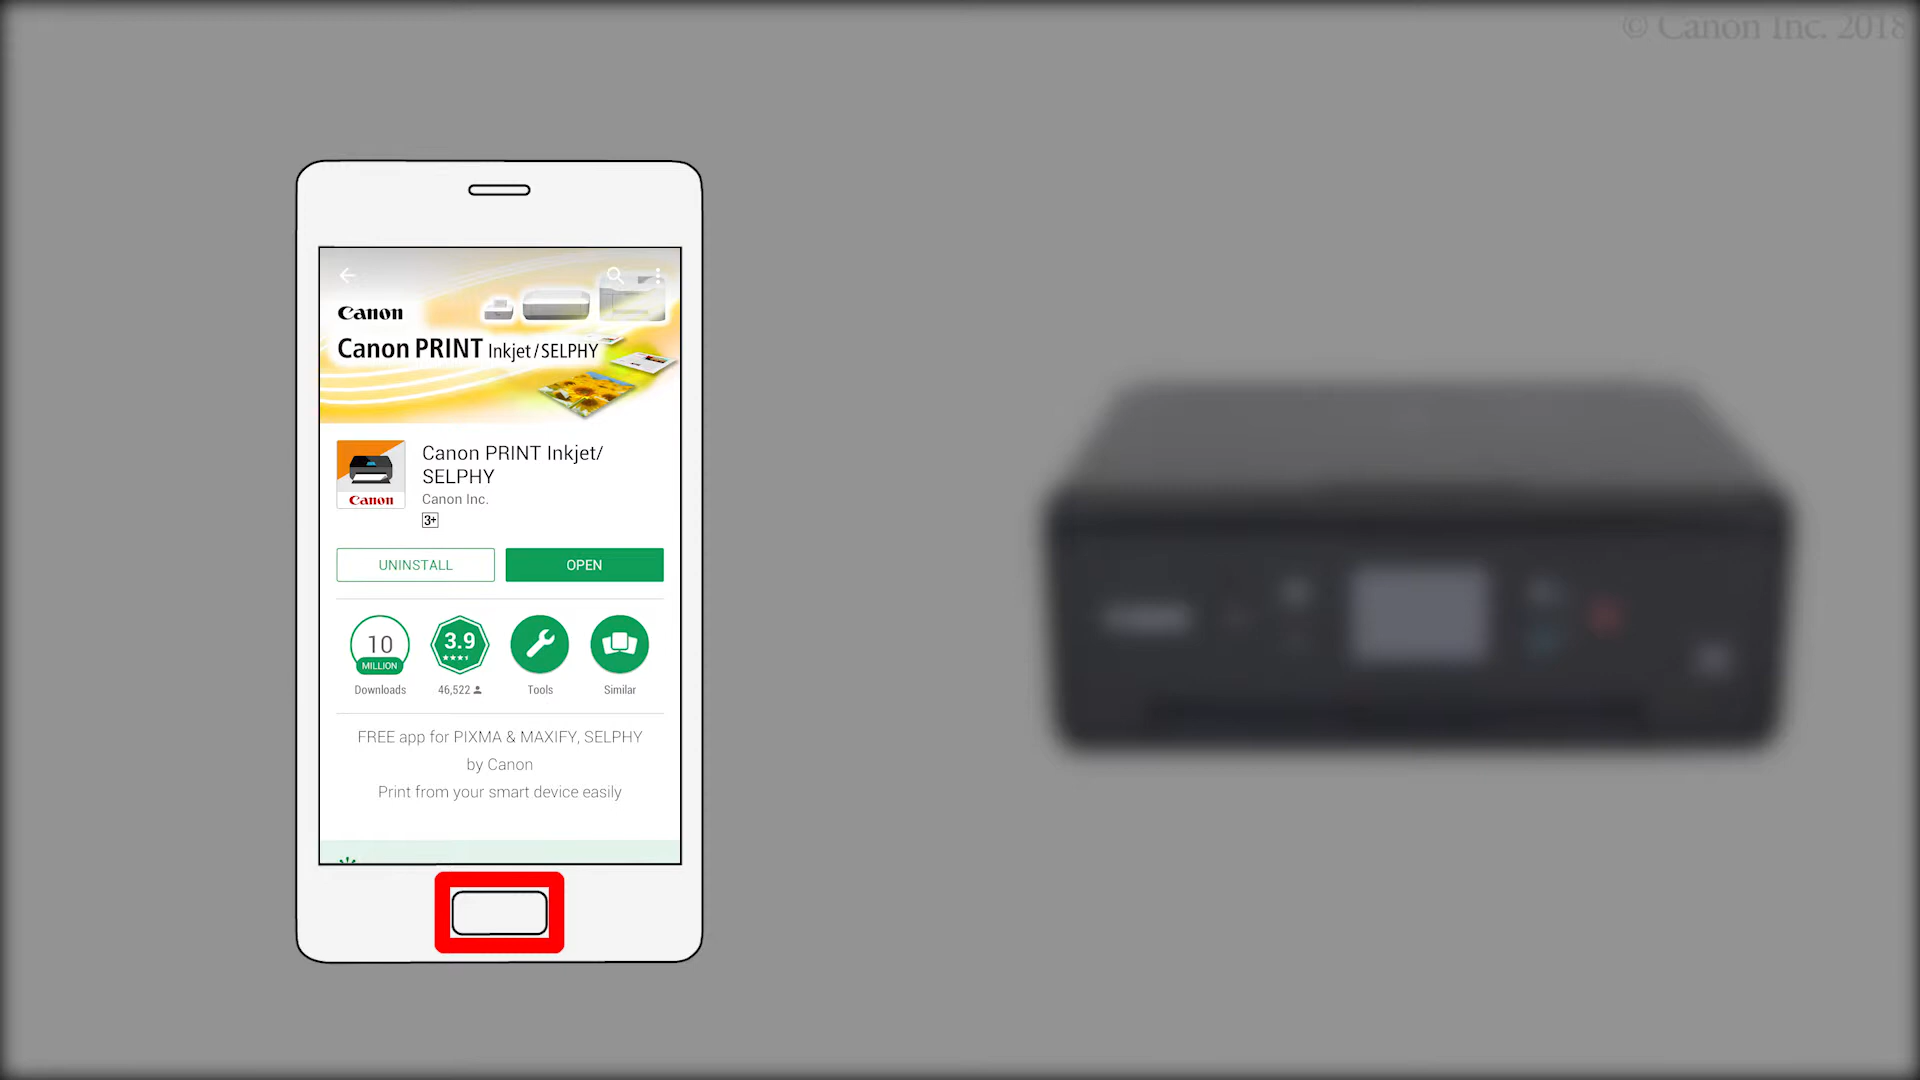 © Canon Inc. 2018
Canon
Canon PRINT Inkjet/SELPHY
Canon PRINT Inkjet/
SELPHY
Canon Inc.
3+
Canon
UNINSTALL
OPEN
10
MILLION
Downloads
3.9
46,522
Tools
Similar
FREE app for PIXMA & MAXIFY, SELPHY
by Canon
Print from your smart device easily